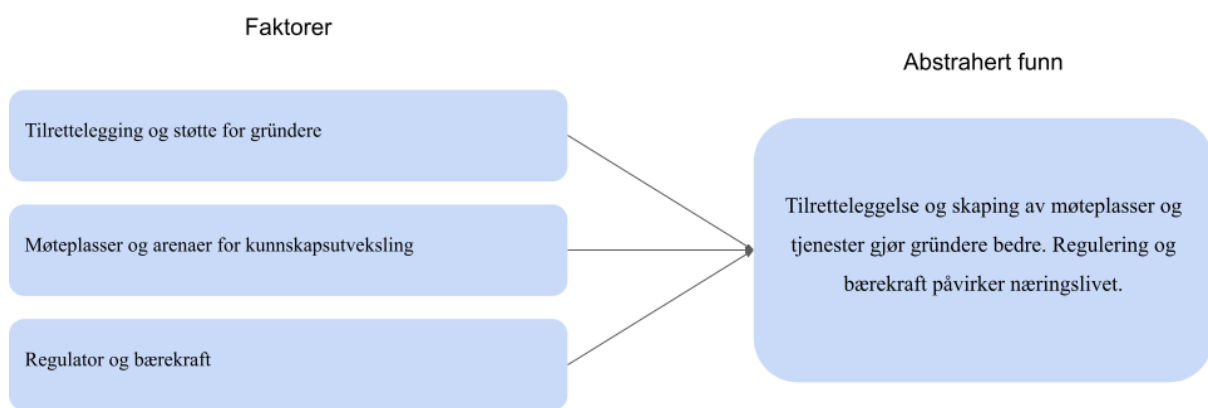 Faktorer
Tilrettelegging og støtte for gründere
Møteplasser og arenaer for kunnskapsutveksling
Regulator og bærekraft
Abstrahert funn
Tilretteleggelse og skaping av møteplasser og
tjenester gjør gründere bedre. Regulering og
bærekraft påvirker næringslivet.